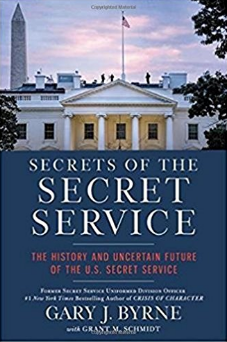 SECRETS OF THE
SECRET
SERVICE
THE HISTORY AND UNCERTAIN FUTURE
OF THE U.S. SECRET SERVICE
FORMER SECRET SERVICE UNIFORMED DIVISION OFFICER
#1 New York Times Bestselling Author of CRISIS OF CHARACTER
GARY J. BYRNE
with GRANT M. SCHMIDT